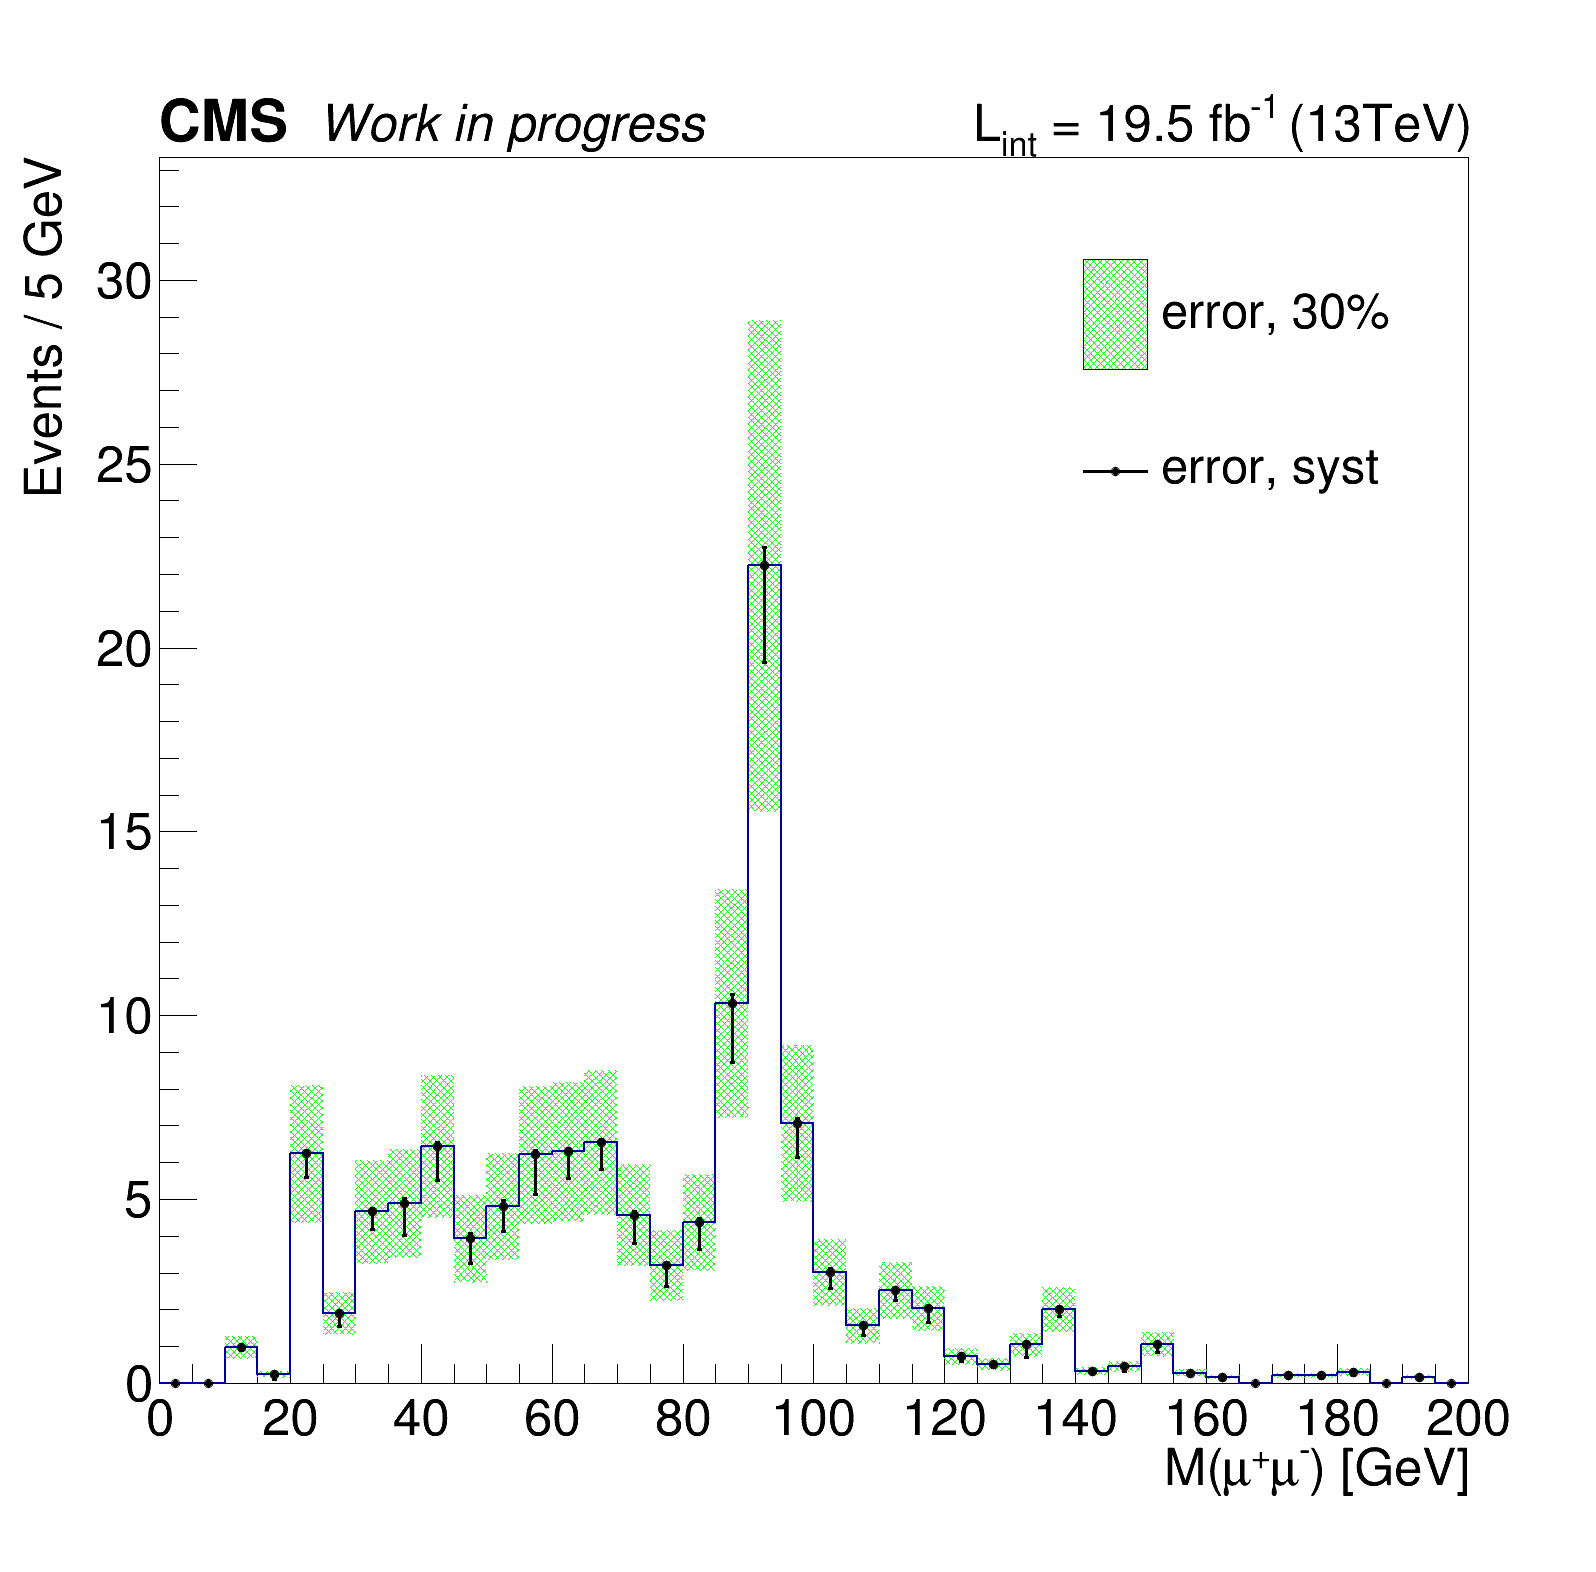 CMS Work in progress
L_int = 19.5 fb⁻¹ (13TeV)
Events / 5 GeV
30
25
20
15
10
5
0
error, 30%
error, syst
0 20 40 60 80 100 120 140 160 180 200
M(μ⁺μ⁻) [GeV]